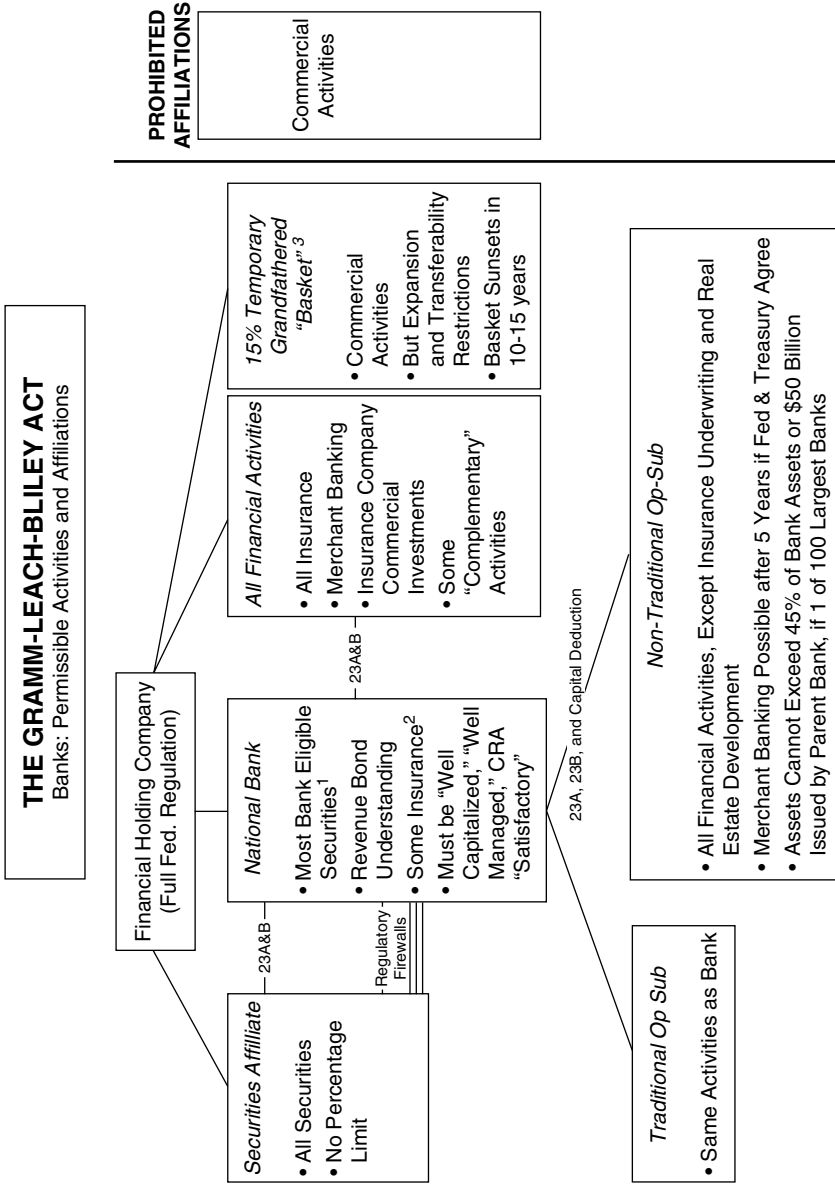 THE GRAMM-LEACH-BLILEY ACT
Banks: Permissible Activities and Affiliations
Financial Holding Company
(Full Fed. Regulation)
PROHIBITED
AFFILIATIONS
Commercial
Activities
Securities Affilliate
• All Securities
• No Percentage
Limit
23A&B
Regulatory
Firewalls
National Bank
• Most Bank Eligible
Securities1
• Revenue Bond
Understanding
• Some Insurance2
• Must be “Well
Capitalized,” “Well
Managed,” CRA
“Satisfactory”
23A&B
All Financial Activities
• All Insurance
• Merchant Banking
• Insurance Company
Commercial
Investments
• Some
“Complementary”
Activities
15% Temporary
Grandfathered
“Basket” 3
• Commercial
Activities
• But Expansion
and Transferability
Restrictions
• Basket Sunsets in
10-15 years
23A, 23B, and Capital Deduction
Traditional Op Sub
• Same Activities as Bank
Non-Traditional Op-Sub
• All Financial Activities, Except Insurance Underwriting and Real
Estate Development
• Merchant Banking Possible after 5 Years if Fed & Treasury Agree
• Assets Cannot Exceed 45% of Bank Assets or $50 Billion
Issued by Parent Bank, if 1 of 100 Largest Banks